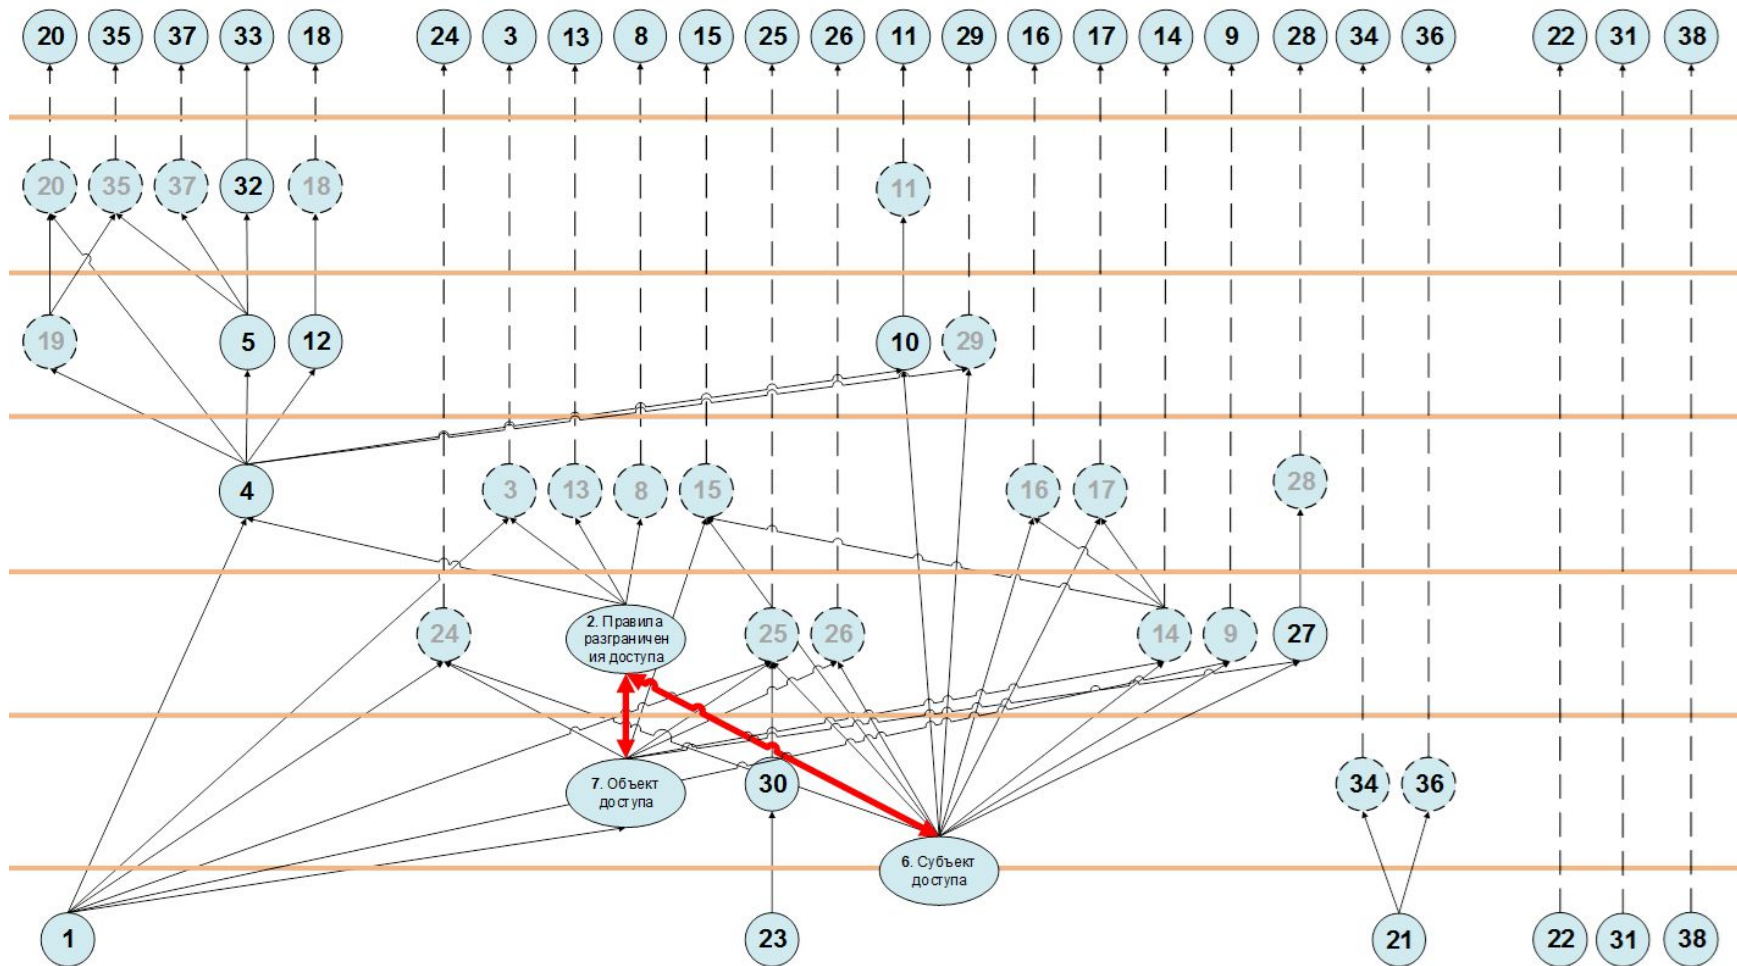 20 35 37 33 18 24 3 13 8 15 25 26 11 29 16 17 14 9 28 34 36 22 31 38
20 35 37 32 18 11
19 5 12 10 29
4 3 13 8 15 16 17 28
24
2. Правила
разграничен
ия доступа
25 26 14 9 27
7. Объект
доступа
30 34 36
6. Субъект
доступа
1 23 21 22 31 38